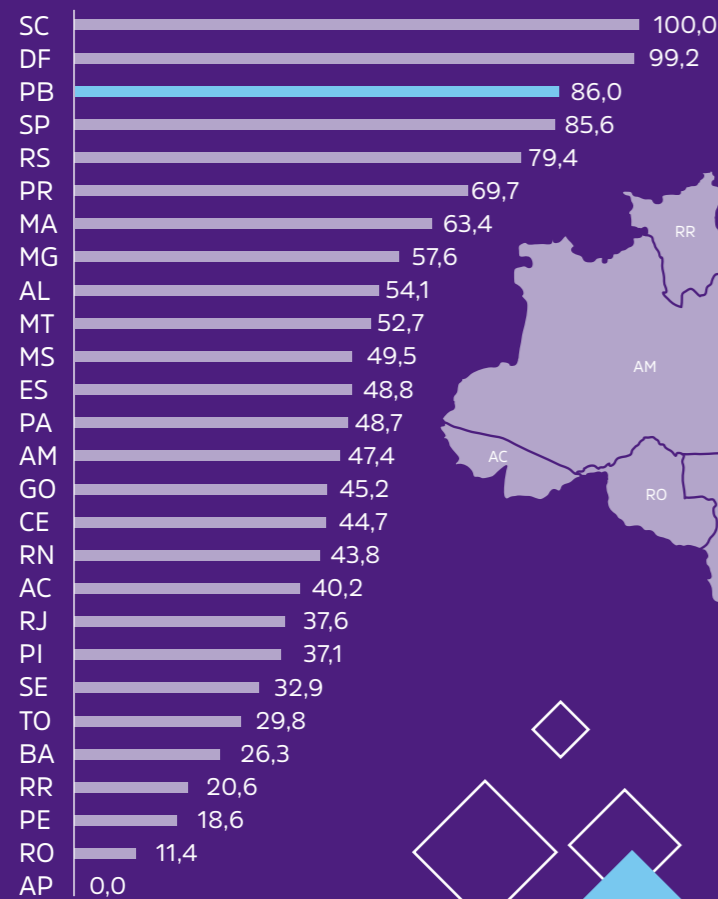 SC 100,0
DF 99,2
PB 86,0
SP 85,6
RS 79,4
PR 69,7
MA 63,4
MG 57,6
AL 54,1
MT 52,7
MS 49,5
ES 48,8
PA 48,7
AM 47,4
GO 45,2
CE 44,7
RN 43,8
AC 40,2
RJ 37,6
PI 37,1
SE 32,9
TO 29,8
BA 26,3
RR 20,6
PE 18,6
RO 11,4
AP 0,0
RR
AM
AC
RO